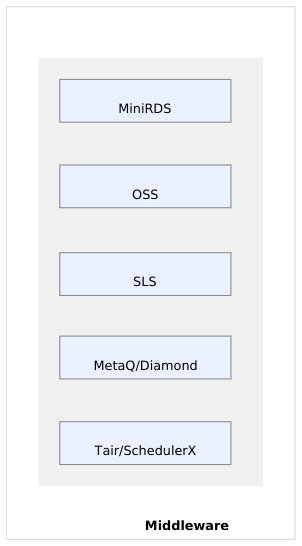 MiniRDS
OSS
SLS
MetaQ/Diamond
Tair/SchedulerX
Middleware